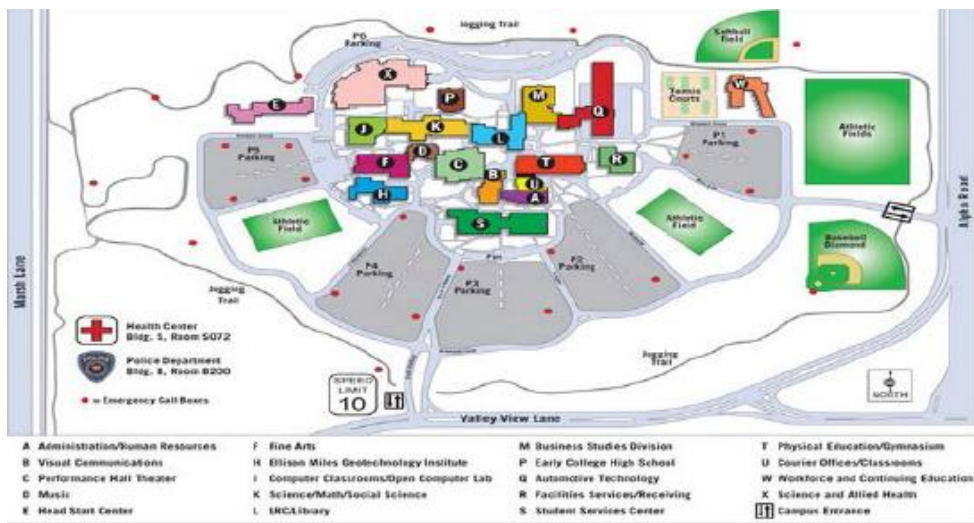 Jogging Trail
P6
Parking
Softball
Field
X
P
M
Q
W
E
Tennis
Courts
Athletic
Fields
J
K
L
P5
Parking
D
C
F
T
R
P1
Parking
H
B
U
A
S
Athletic
Field
Athletic
Field
Baseball
Diamond
P4
Parking
P3
Parking
P2
Parking
Marsh Lane
Alpha Road
Jogging
Trail
Health Center
Bldg. S, Room S072
Police Department
POLICE
Jogging
Trail
SPEED
LIMIT
10
NORTH
= Emergency Call Boxes
Valley View Lane
A Administration/Human Resources
B Visual Communications
C Performance Hall Theater
D Music
E Head Start Center
F Fine Arts
H Ellison Miles Geotechnology Institute
Computer Classrooms/Open Computer Lab
K Science/Math/Social Science
L LRC/Library
M Business Studies Division
P Early College High School
Q Automotive Technology
R Facilities Services/Receiving
S Student Services Center
T Physical Education/Gymnasium
U Courier Offices/Classrooms
W Workforce and Continuing Education
X Science and Allied Health
Campus Entrance